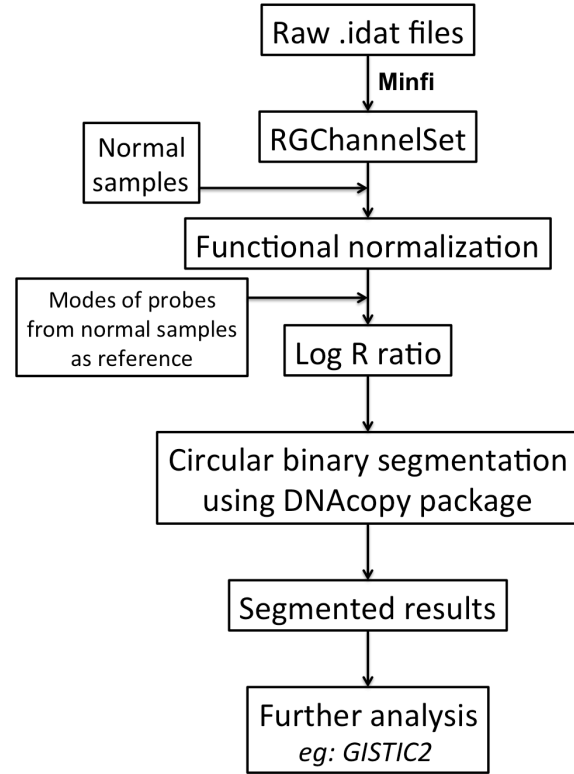 Raw .idat files
Minfi
RGChannelSet
Normal
samples
Functional normalization
Modes of probes
from normal samples
as reference
Log R ratio
Circular binary segmentation
using DNAcopy package
Segmented results
Further analysis
eg: GISTIC2